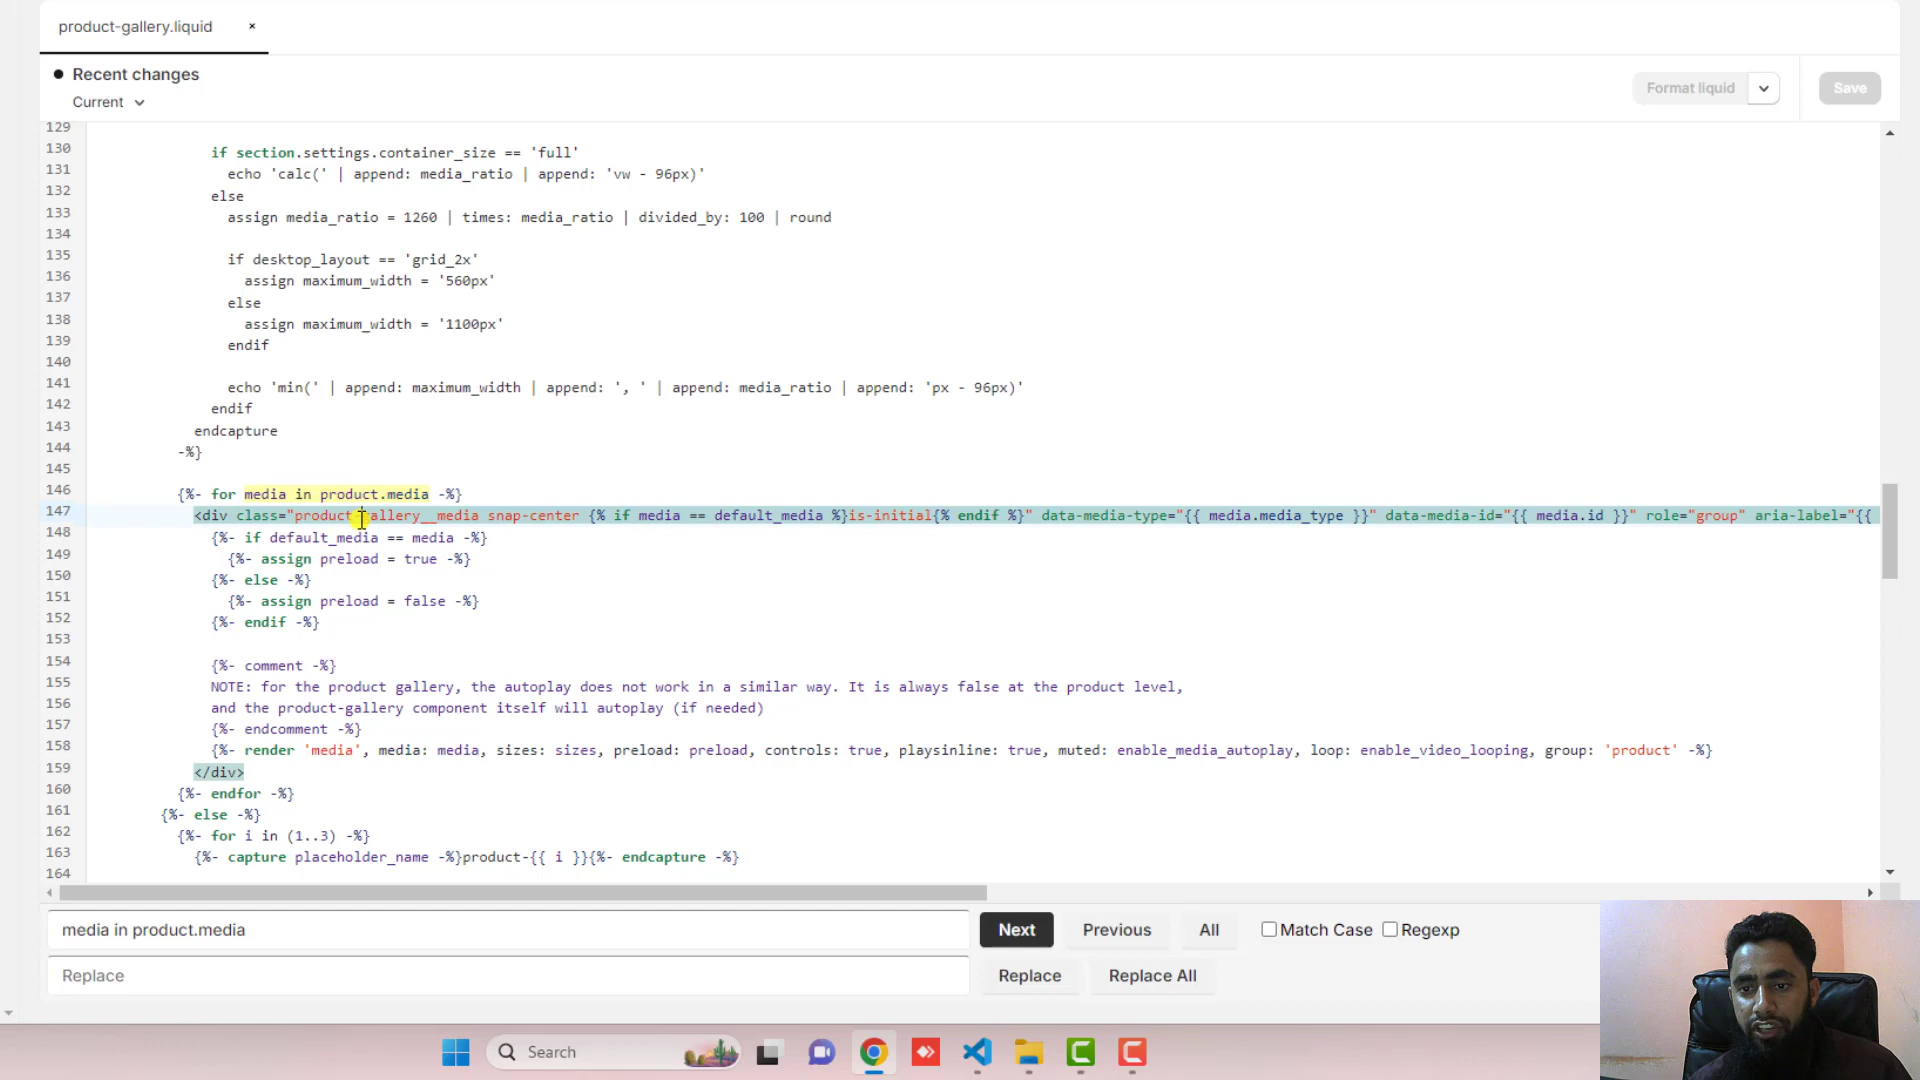 product-gallery.liquid ×
Recent changes
Current
Format liquid
Save
129
130 if section.settings.container_size == 'full'
131 echo 'calc(' | append: media_ratio | append: 'vw - 96px)'
132 else
133 assign media_ratio = 1260 | times: media_ratio | divided_by: 100 | round
134
135 if desktop_layout == 'grid_2x'
136 assign maximum_width = '560px'
137 else
138 assign maximum_width = '1100px'
139 endif
140
141 echo 'min(' | append: maximum_width | append: ', ' | append: media_ratio | append: 'px - 96px)'
142 endif
143 endcapture
144 -%}
145
146 {%- for media in product.media -%}
147 <div class="product-gallery__media snap-center {% if media == default_media %}is-initial{% endif %}" data-media-type="{{ media.media_type }}" data-media-id="{{ media.id }}" role="group" aria-label="{{
148 {%- if default_media == media -%}
149 {%- assign preload = true -%}
150 {%- else -%}
151 {%- assign preload = false -%}
152 {%- endif -%}
153
154 {%- comment -%}
155 NOTE: for the product gallery, the autoplay does not work in a similar way. It is always false at the product level,
156 and the product-gallery component itself will autoplay (if needed)
157 {%- endcomment -%}
158 {%- render 'media', media: media, sizes: sizes, preload: preload, controls: true, playsinline: true, muted: enable_media_autoplay, loop: enable_video_looping, group: 'product' -%}
159 </div>
160 {%- endfor -%}
161 {%- else -%}
162 {%- for i in (1..3) -%}
163 {%- capture placeholder_name -%}product-{{ i }}{%- endcapture -%}
164
media in product.media
Next
Previous
All
Match Case
Regexp
Replace
Replace
Replace All
Search